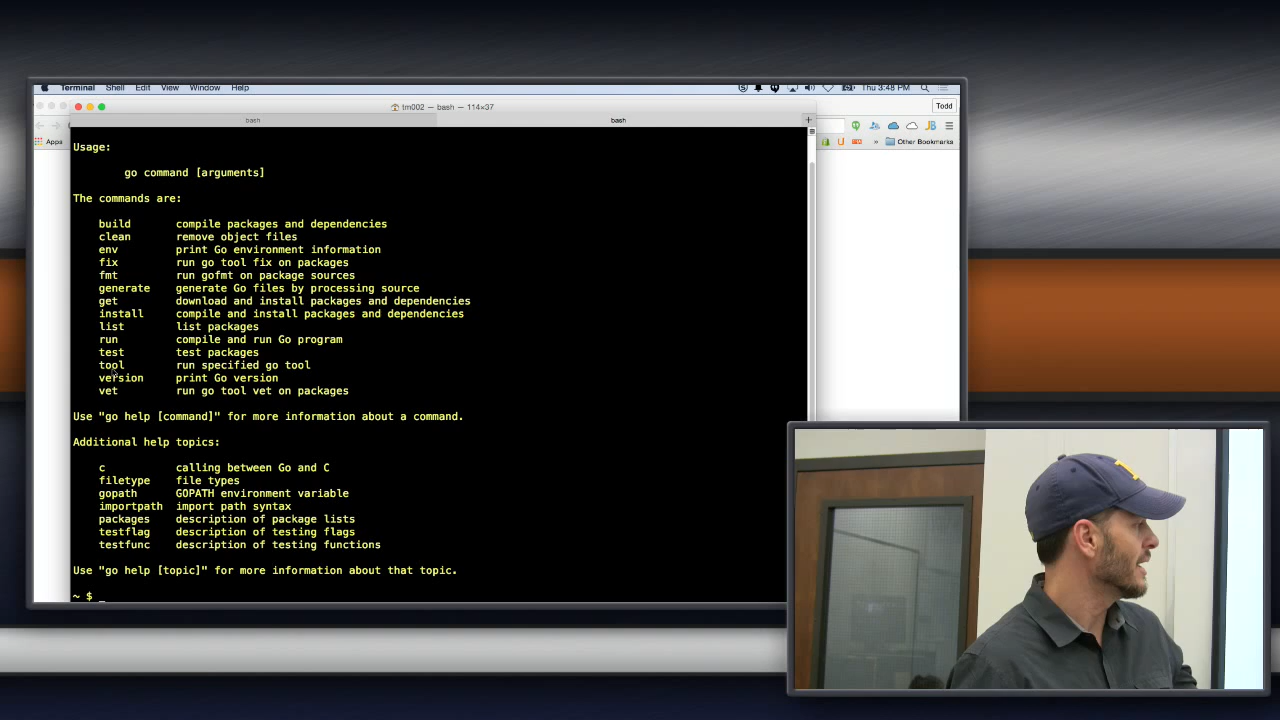 Terminal Shell Edit View Window Help Thu 3:48 PM
tm002 — bash — 114×37
Todd
bash bash +
Apps Other Bookmarks
Usage:
go command [arguments]
The commands are:
build compile packages and dependencies
clean remove object files
env print Go environment information
fix run go tool fix on packages
fmt run gofmt on package sources
generate generate Go files by processing source
get download and install packages and dependencies
install compile and install packages and dependencies
list list packages
run compile and run Go program
test test packages
tool run specified go tool
version print Go version
vet run go tool vet on packages
Use "go help [command]" for more information about a command.
Additional help topics:
c calling between Go and C
filetype file types
gopath GOPATH environment variable
importpath import path syntax
packages description of package lists
testflag description of testing flags
testfunc description of testing functions
Use "go help [topic]" for more information about that topic.
~ $ _